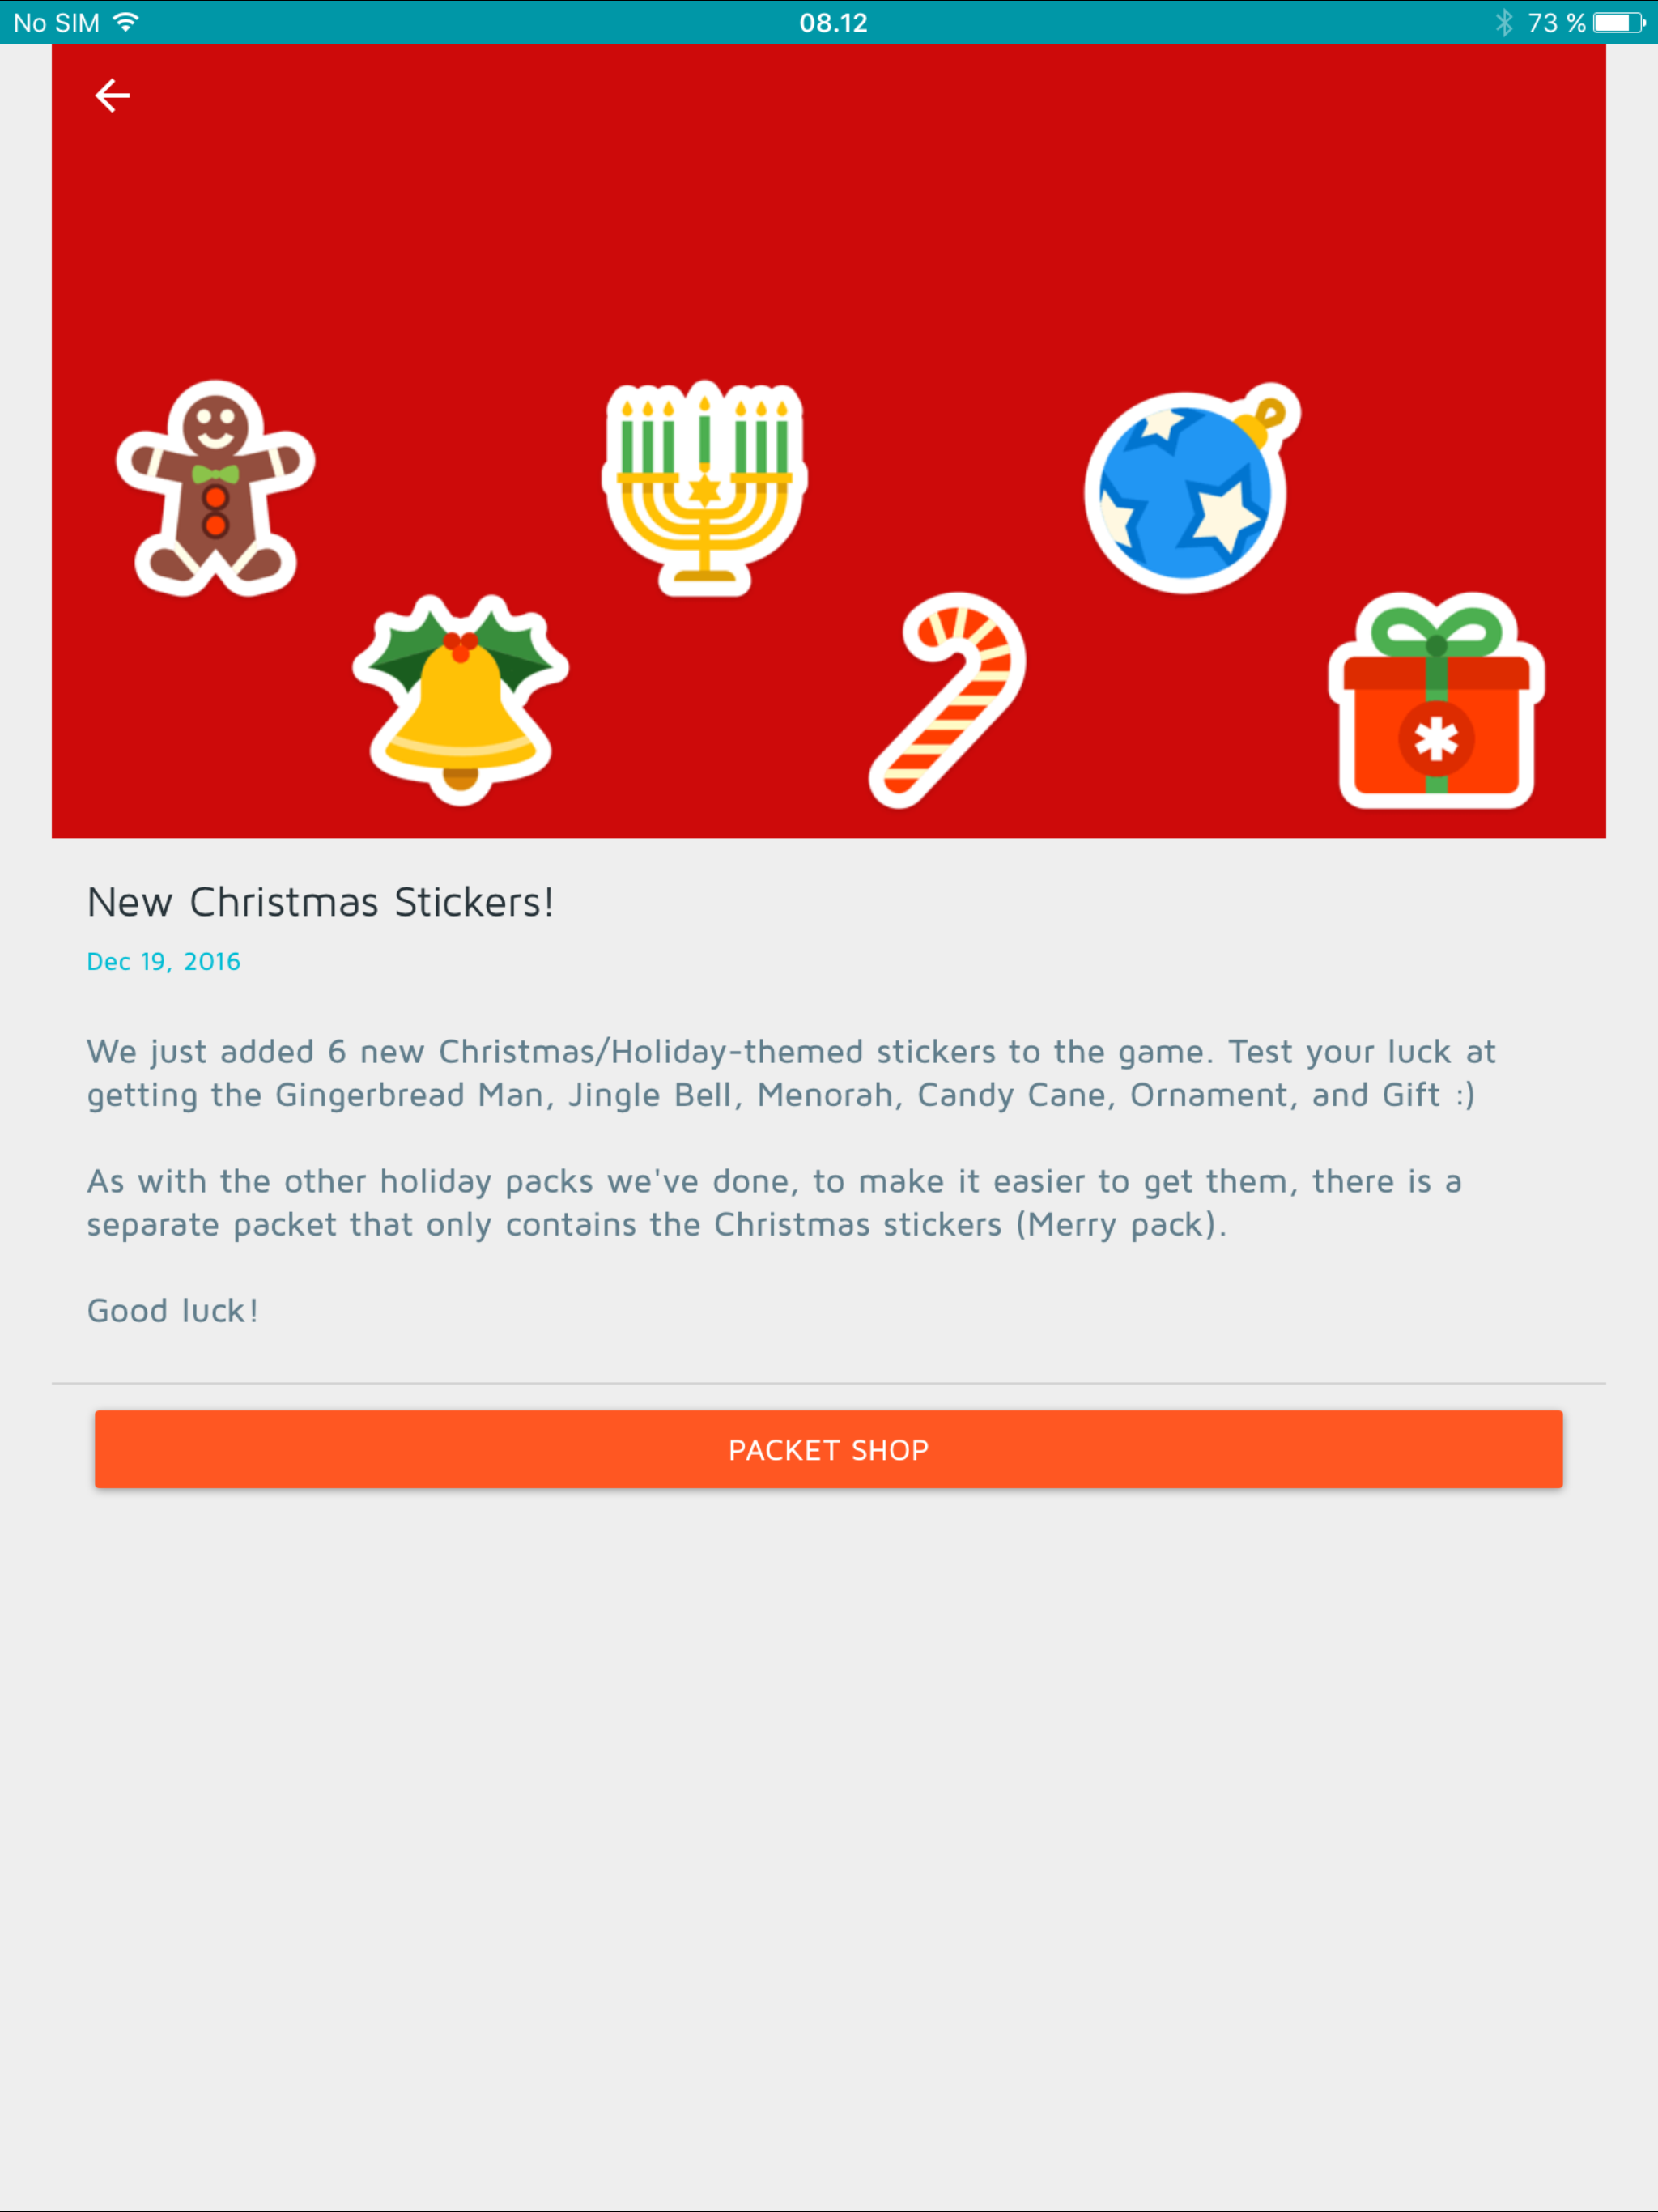 No SIM 08.12 73 %
New Christmas Stickers!
Dec 19, 2016
We just added 6 new Christmas/Holiday-themed stickers to the game. Test your luck at
getting the Gingerbread Man, Jingle Bell, Menorah, Candy Cane, Ornament, and Gift :)
As with the other holiday packs we've done, to make it easier to get them, there is a
separate packet that only contains the Christmas stickers (Merry pack).
Good luck!
PACKET SHOP